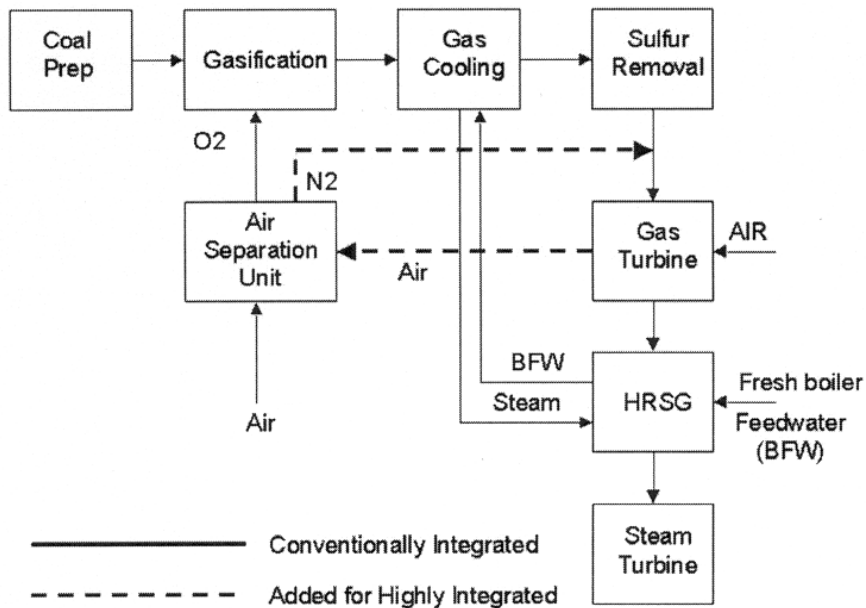 Coal
Prep
Gasification
Gas
Cooling
Sulfur
Removal
O2
N2
Air
Separation
Unit
Air
Gas
Turbine
AIR
BFW
Steam
HRSG
Fresh boiler
Feedwater
(BFW)
Air
Steam
Turbine
Conventionally Integrated
Added for Highly Integrated